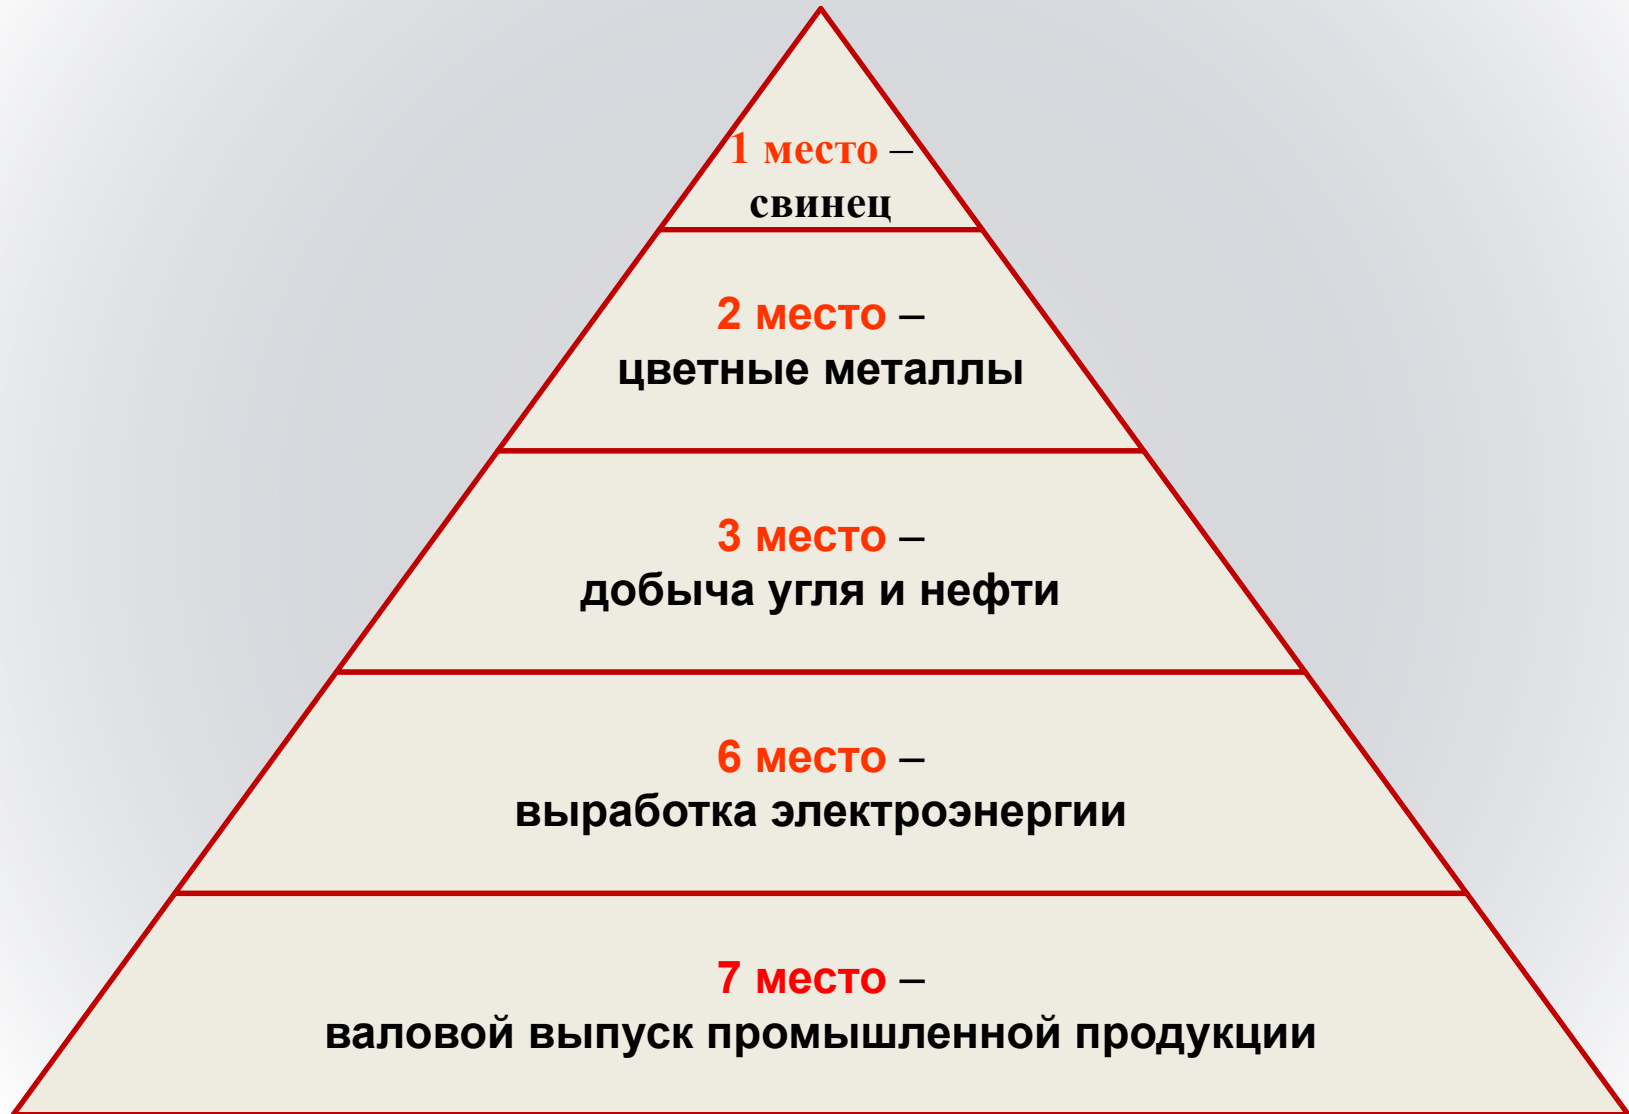 1 место –
свинец
2 место –
цветные металлы
3 место –
добыча угля и нефти
6 место –
выработка электроэнергии
7 место –
валовой выпуск промышленной продукции